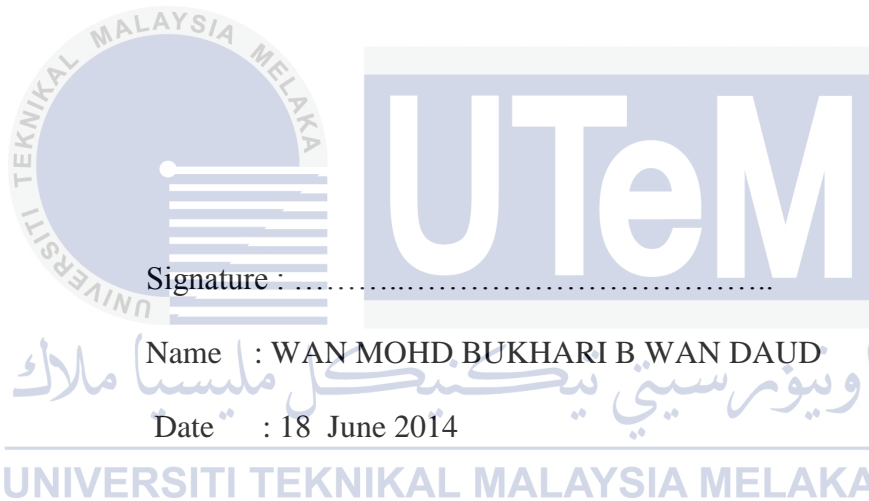 UNIVERSITI TEKNIKAL MALAYSIA MELAKA
UTeM
Signature : ………..……………………………..
Name : WAN MOHD BUKHARI B WAN DAUD
اونيورسيتي تيكنيكل مليسيا ملاك
Date : 18 June 2014
UNIVERSITI TEKNIKAL MALAYSIA MELAKA